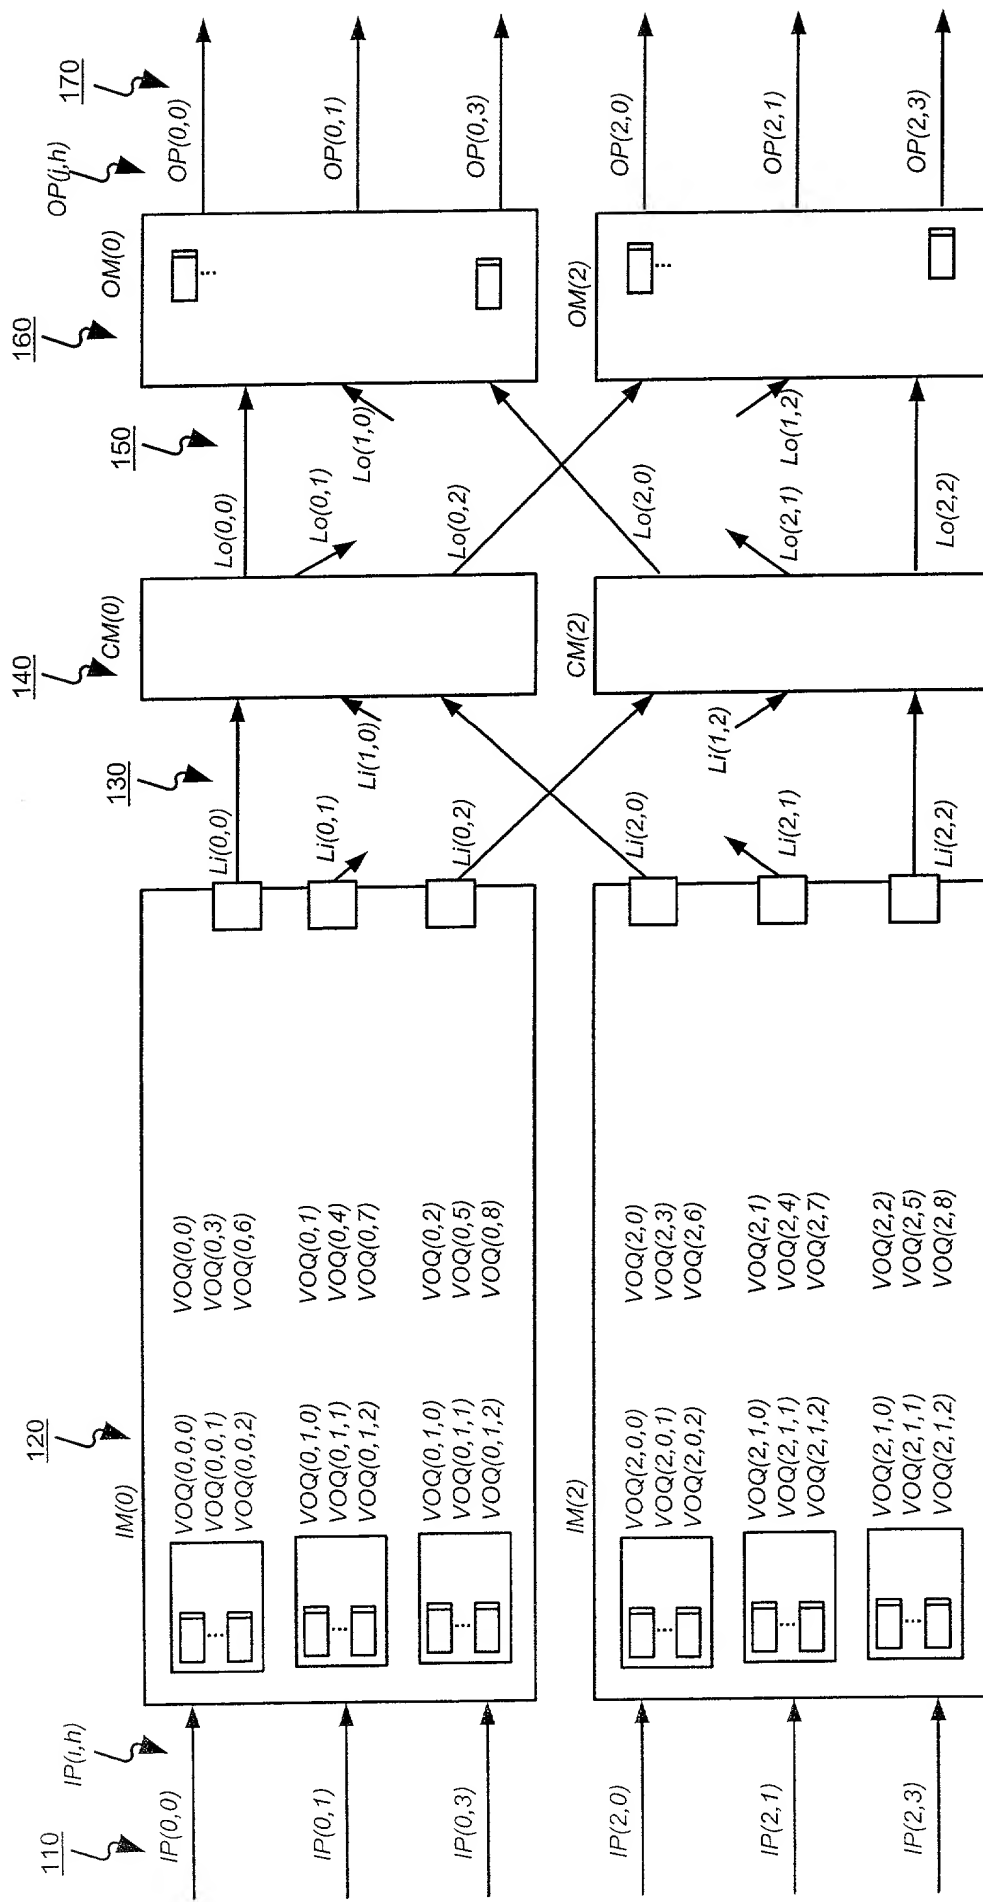 110
IP(i,h)
IP(0,0)
IP(0,1)
IP(0,3)
IP(2,0)
IP(2,1)
IP(2,3)
120
IM(0)
VOQ(0,0,0)
VOQ(0,0,1)
VOQ(0,0,2)
VOQ(0,1,0)
VOQ(0,1,1)
VOQ(0,1,2)
VOQ(0,1,0)
VOQ(0,1,1)
VOQ(0,1,2)
VOQ(0,0)
VOQ(0,3)
VOQ(0,6)
VOQ(0,1)
VOQ(0,4)
VOQ(0,7)
VOQ(0,2)
VOQ(0,5)
VOQ(0,8)
IM(2)
VOQ(2,0,0)
VOQ(2,0,1)
VOQ(2,0,2)
VOQ(2,1,0)
VOQ(2,1,1)
VOQ(2,1,2)
VOQ(2,1,0)
VOQ(2,1,1)
VOQ(2,1,2)
VOQ(2,0)
VOQ(2,3)
VOQ(2,6)
VOQ(2,1)
VOQ(2,4)
VOQ(2,7)
VOQ(2,2)
VOQ(2,5)
VOQ(2,8)
130
Li(0,0)
Li(0,1)
Li(0,2)
Li(2,0)
Li(2,1)
Li(2,2)
Li(1,0)
Li(1,2)
140
CM(0)
CM(2)
150
Lo(0,0)
Lo(0,1)
Lo(0,2)
Lo(2,0)
Lo(2,1)
Lo(2,2)
Lo(1,0)
Lo(1,2)
160
OM(0)
OM(2)
170
OP(j,h)
OP(0,0)
OP(0,1)
OP(0,3)
OP(2,0)
OP(2,1)
OP(2,3)